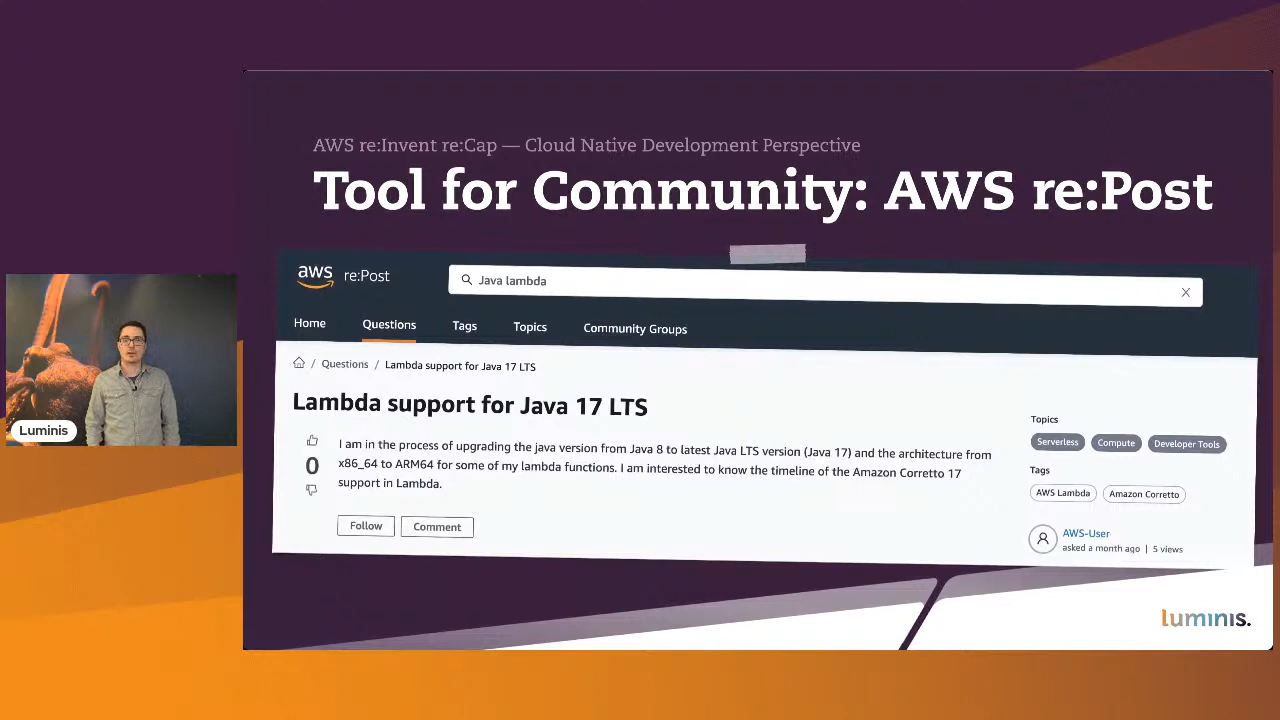 AWS re:Invent re:Cap — Cloud Native Development Perspective
Tool for Community: AWS re:Post
aws re:Post
Java lambda
Home Questions Tags Topics Community Groups
/ Questions / Lambda support for Java 17 LTS
Lambda support for Java 17 LTS
0
I am in the process of upgrading the java version from Java 8 to latest Java LTS version (Java 17) and the architecture from
x86_64 to ARM64 for some of my lambda functions. I am interested to know the timeline of the Amazon Corretto 17
support in Lambda.
Follow Comment
Topics
Serverless Compute Developer Tools
Tags
AWS Lambda Amazon Corretto
AWS-User
asked a month ago | 5 views
Luminis
luminis.